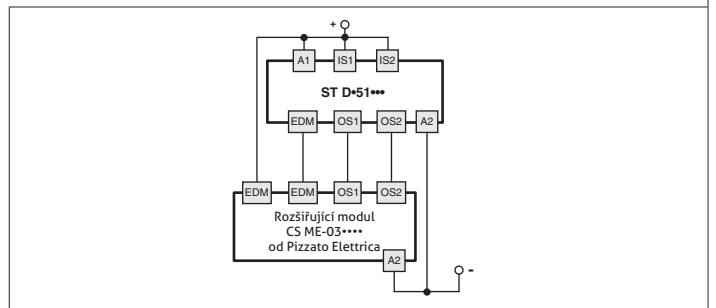 +
A1 IS1 IS2
ST D•51•••
EDM OS1 OS2 A2
EDM EDM OS1 OS2
Rozšiřující modul
CS ME-03••••
od Pizzato Elettrica
A2
-